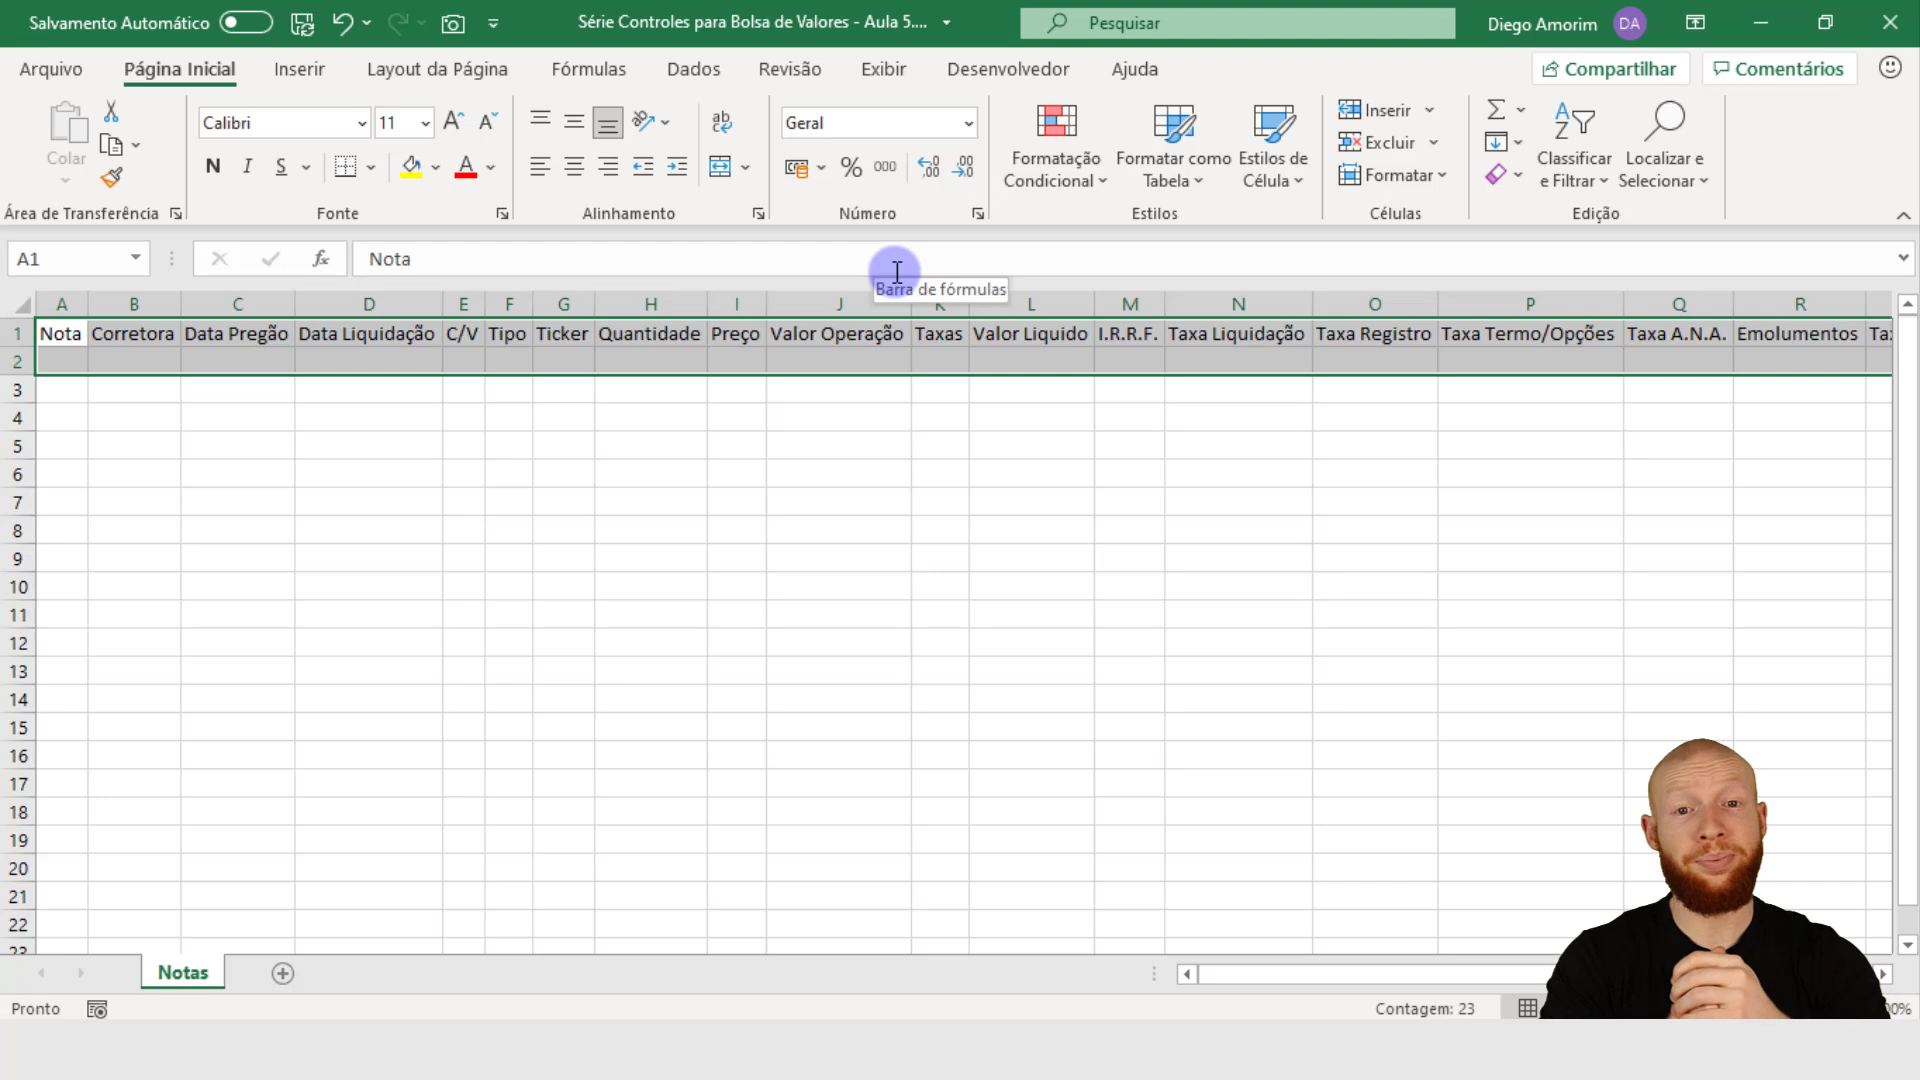 Salvamento Automático
Série Controles para Bolsa de Valores - Aula 5....
Pesquisar
Diego Amorim
DA
Arquivo
Página Inicial
Inserir
Layout da Página
Fórmulas
Dados
Revisão
Exibir
Desenvolvedor
Ajuda
Compartilhar
Comentários
Colar
Área de Transferência
Calibri
11
N
I
S
Fonte
ab
Alinhamento
Geral
%
000
Número
Formatação Condicional
Formatar como Tabela
Estilos de Célula
Estilos
Inserir
Excluir
Formatar
Células
Classificar e Filtrar
Localizar e Selecionar
Edição
A1
fx
Nota
Barra de fórmulas
A B C D E F G H I J K L M N O P Q R
1 Nota Corretora Data Pregão Data Liquidação C/V Tipo Ticker Quantidade Preço Valor Operação Taxas Valor Liquido I.R.R.F. Taxa Liquidação Taxa Registro Taxa Termo/Opções Taxa A.N.A. Emolumentos
2
3
4
5
6
7
8
9
10
11
12
13
14
15
16
17
18
19
20
21
22
23
Notas
Pronto
Contagem: 23